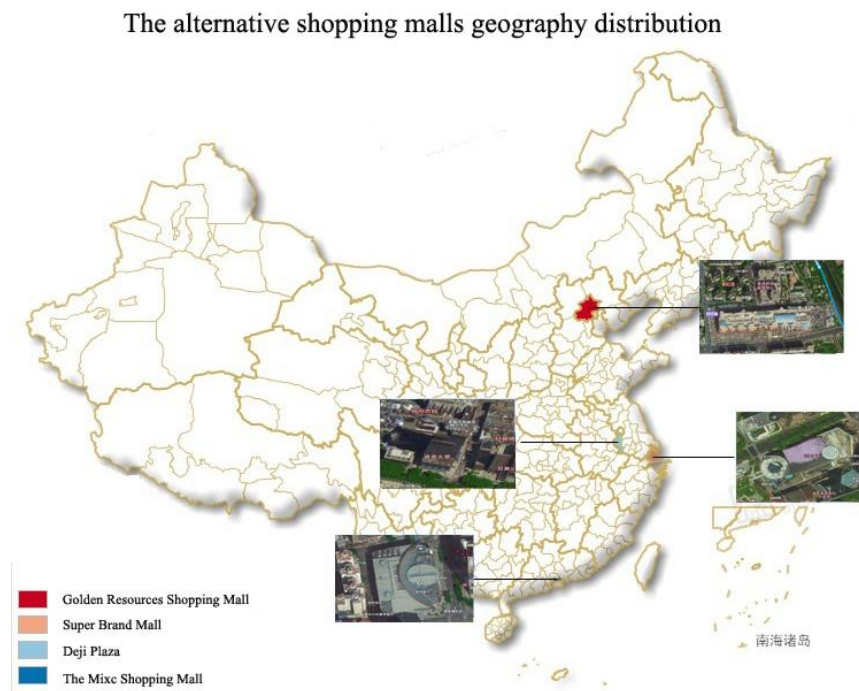 The alternative shopping malls geography distribution
南海诸岛
Golden Resources Shopping Mall
Super Brand Mall
Deji Plaza
The Mixc Shopping Mall